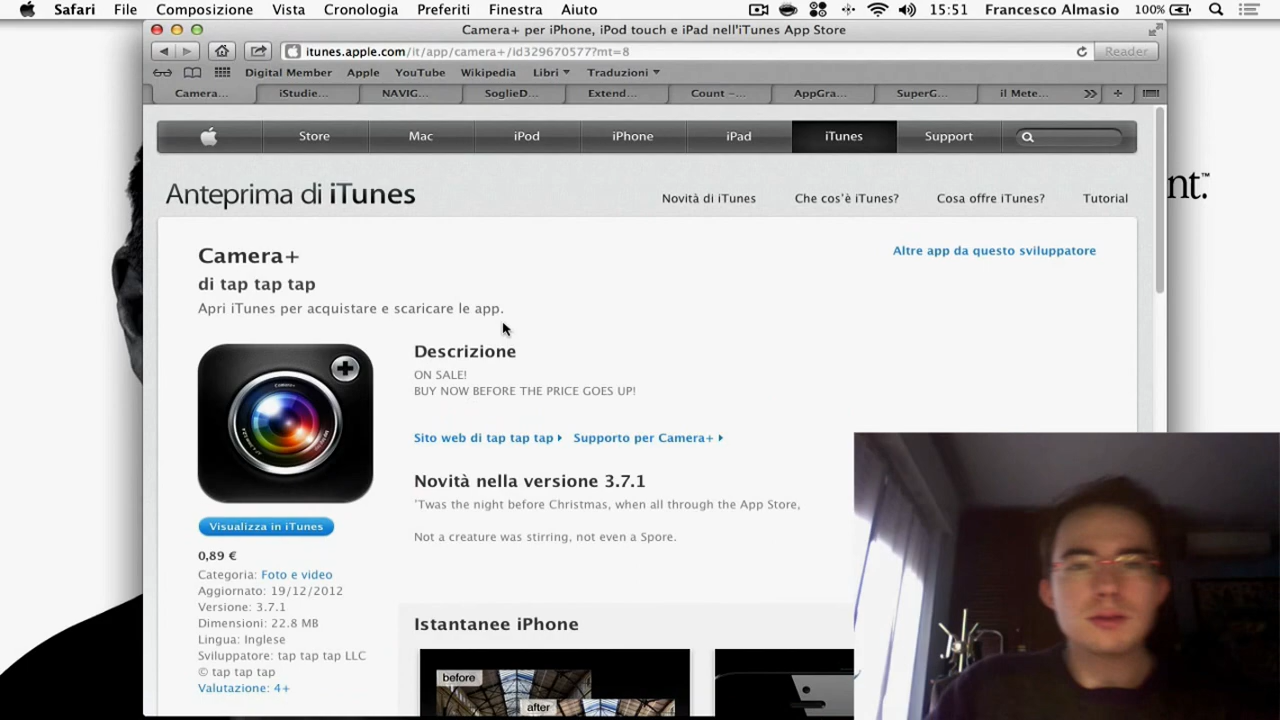 Safari File Composizione Vista Cronologia Preferiti Finestra Aiuto 15:51 Francesco Almasio 100%
Camera+ per iPhone, iPod touch e iPad nell'iTunes App Store
itunes.apple.com/it/app/camera+/id329670577?mt=8 Reader
Digital Member Apple YouTube Wikipedia Libri Traduzioni
Camera... iStudie... NAVIG... SoglieD... Extend... Count -... AppGra... SuperG... il Mete...
Store Mac iPod iPhone iPad iTunes Support
nt.™
Anteprima di iTunes
Novità di iTunes Che cos'è iTunes? Cosa offre iTunes? Tutorial
Camera+
Altre app da questo sviluppatore
di tap tap tap
Apri iTunes per acquistare e scaricare le app.
Descrizione
ON SALE!
BUY NOW BEFORE THE PRICE GOES UP!
Sito web di tap tap tap Supporto per Camera+
Novità nella versione 3.7.1
'Twas the night before Christmas, when all through the App Store,
Not a creature was stirring, not even a Spore.
Visualizza in iTunes
0,89 €
Categoria: Foto e video
Aggiornato: 19/12/2012
Versione: 3.7.1
Dimensioni: 22.8 MB
Lingua: Inglese
Sviluppatore: tap tap tap LLC
© tap tap tap
Valutazione: 4+
Istantanee iPhone
before
after